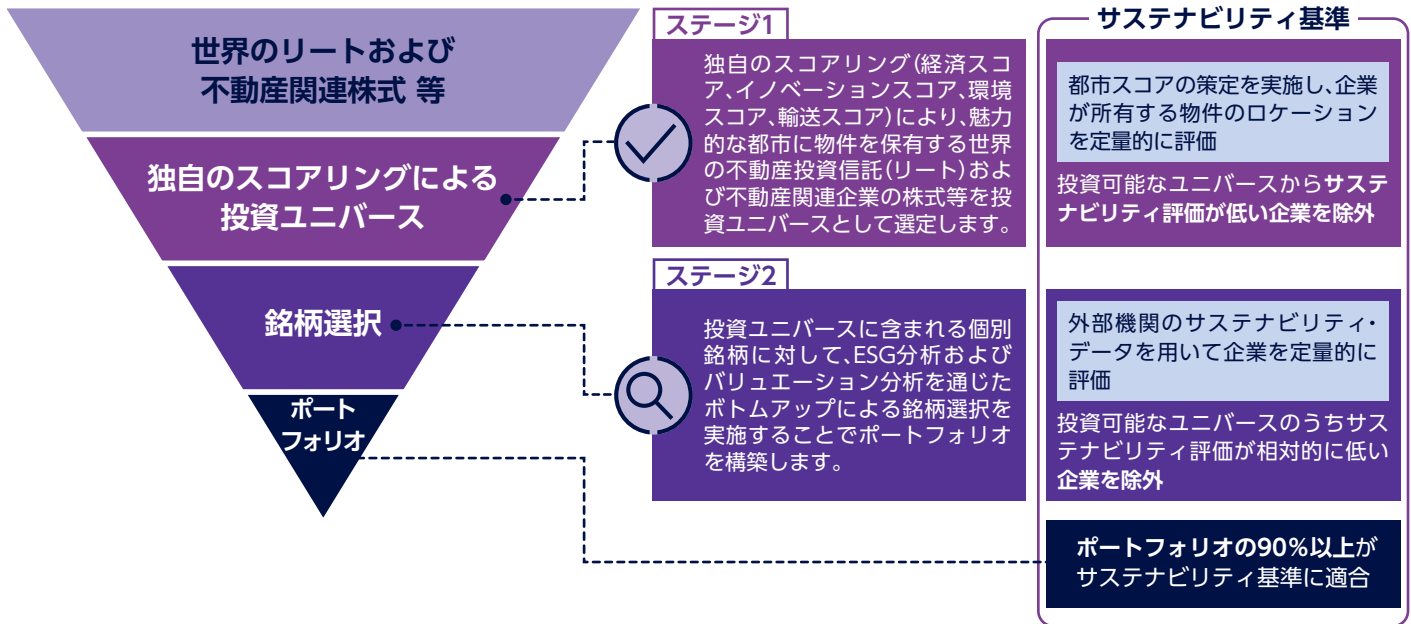 世界のリートおよび
不動産関連株式 等
独自のスコアリングによる
投資ユニバース
銘柄選択
ポート
フォリオ
ステージ1
独自のスコアリング(経済スコ
ア、イノベーションスコア、環境
スコア、輸送スコア)により、魅力
的な都市に物件を保有する世界
の不動産投資信託(リート)およ
び不動産関連企業の株式等を投
資ユニバースとして選定します。
ステージ2
投資ユニバースに含まれる個別
銘柄に対して、ESG分析および
バリュエーション分析を通じた
ボトムアップによる銘柄選択を
実施することでポートフォリオ
を構築します。
サステナビリティ基準
都市スコアの策定を実施し、企業
が所有する物件のロケーション
を定量的に評価
投資可能なユニバースからサステ
ナビリティ評価が低い企業を除外
外部機関のサステナビリティ・
データを用いて企業を定量的に
評価
投資可能なユニバースのうちサス
テナビリティ評価が相対的に低い
企業を除外
ポートフォリオの90%以上が
サステナビリティ基準に適合